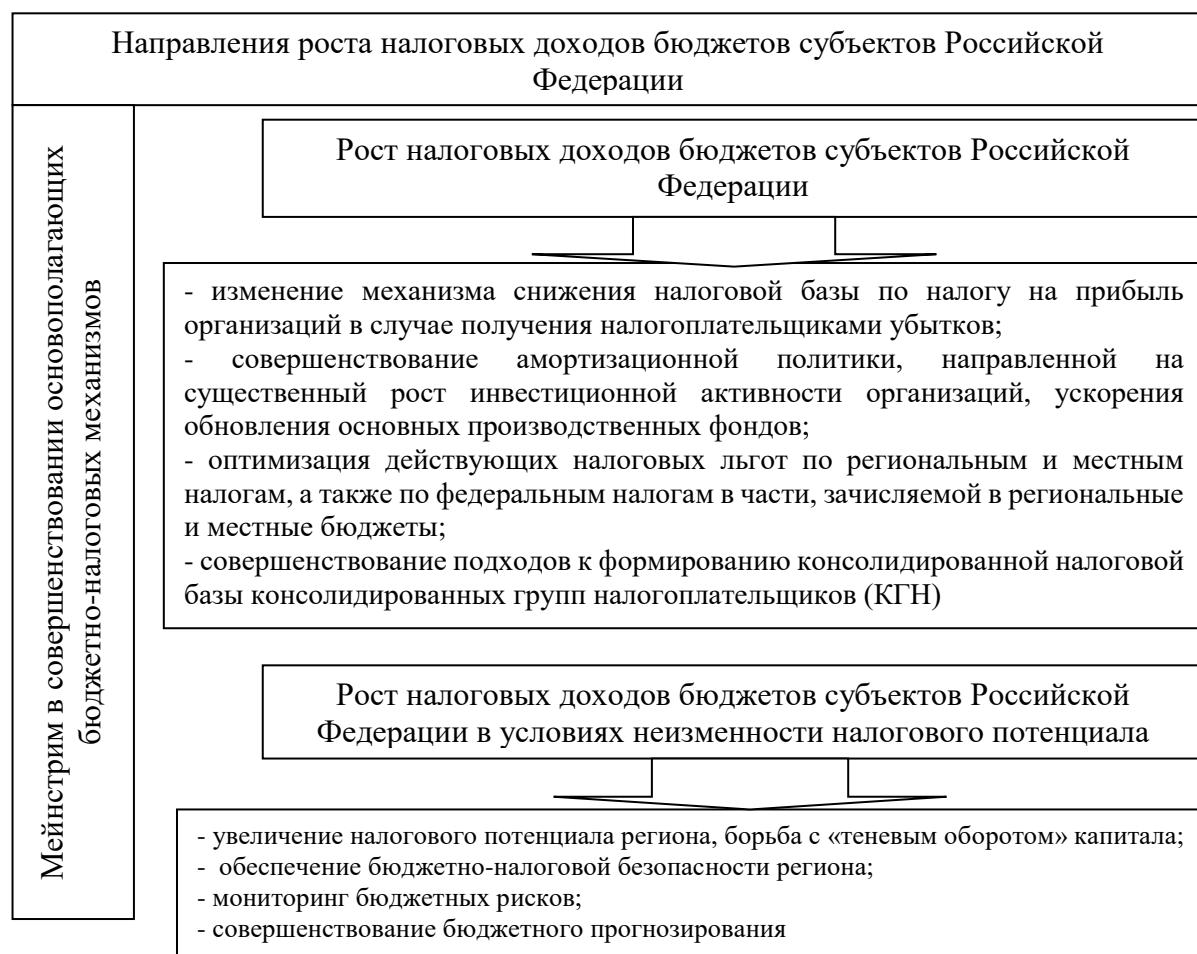 Направления роста налоговых доходов бюджетов субъектов Российской
Федерации
Мейнстрим в совершенствовании основополагающих
бюджетно-налоговых механизмов
Рост налоговых доходов бюджетов субъектов Российской
Федерации
- изменение механизма снижения налоговой базы по налогу на прибыль
организаций в случае получения налогоплательщиками убытков;
- совершенствование амортизационной политики, направленной на
существенный рост инвестиционной активности организаций, ускорения
обновления основных производственных фондов;
- оптимизация действующих налоговых льгот по региональным и местным
налогам, а также по федеральным налогам в части, зачисляемой в региональные
и местные бюджеты;
- совершенствование подходов к формированию консолидированной налоговой
базы консолидированных групп налогоплательщиков (КГН)
Рост налоговых доходов бюджетов субъектов Российской
Федерации в условиях неизменности налогового потенциала
- увеличение налогового потенциала региона, борьба с «теневым оборотом» капитала;
- обеспечение бюджетно-налоговой безопасности региона;
- мониторинг бюджетных рисков;
- совершенствование бюджетного прогнозирования